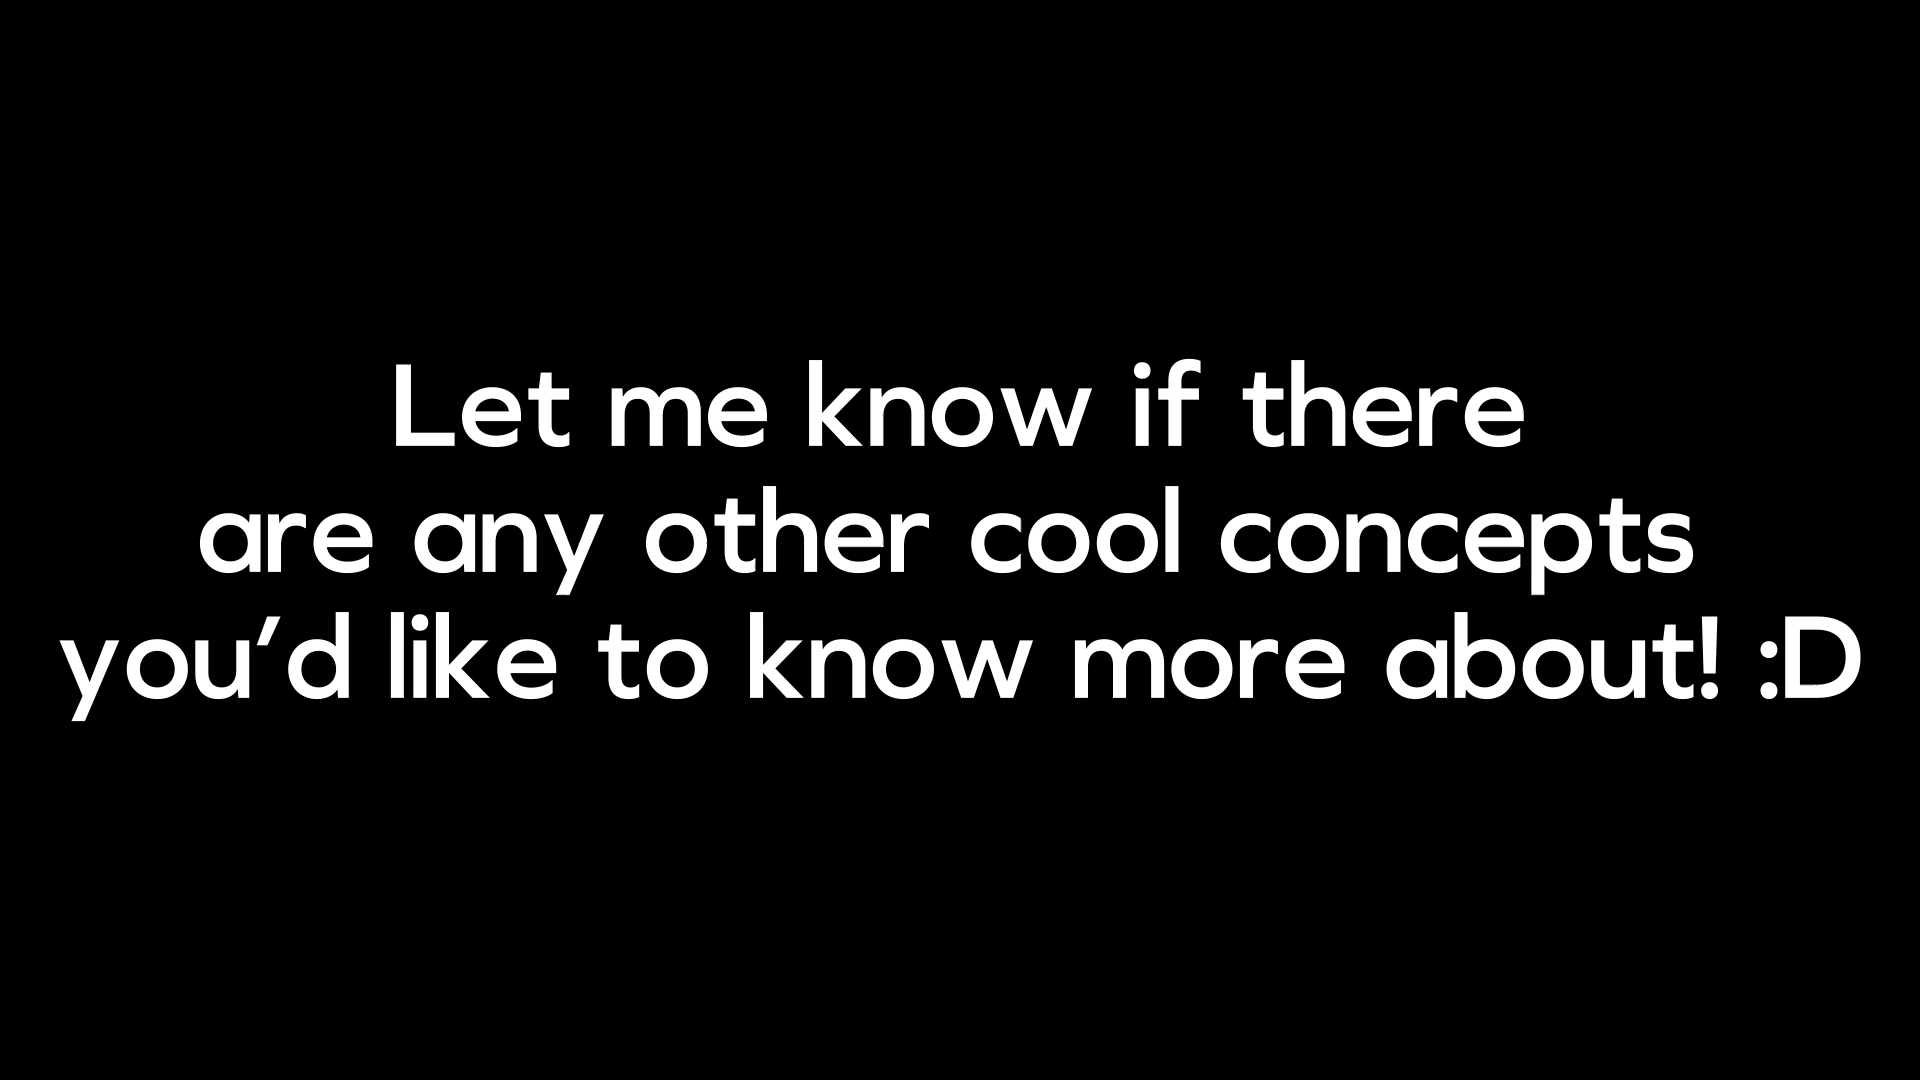 Let me know if there
are any other cool concepts
you’d like to know more about! :D